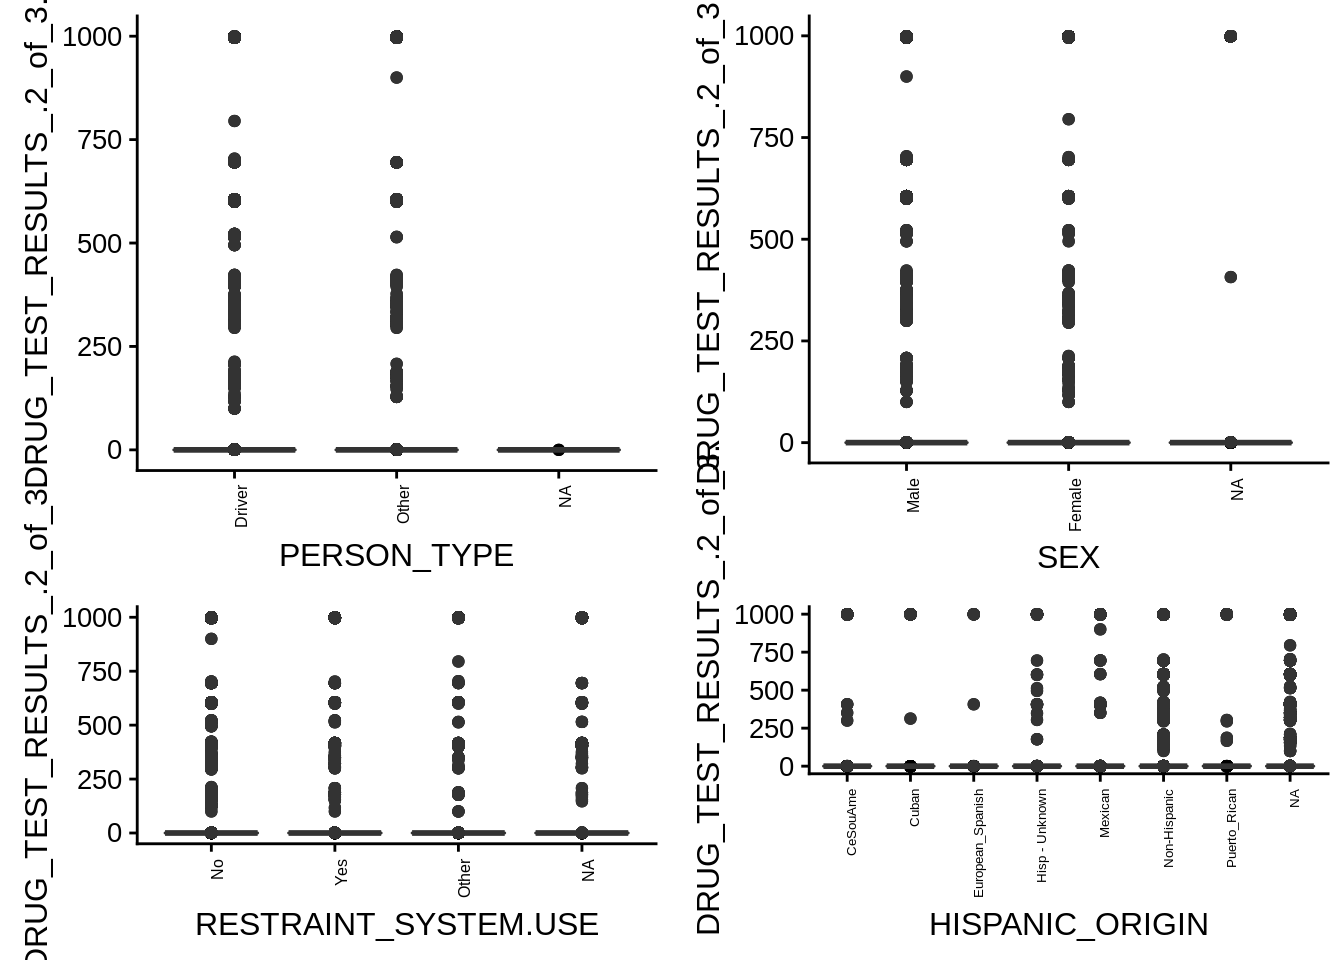 DRUG_TEST_RESULTS_.2_of_3.
1000
750
500
250
0
Driver
Other
NA
PERSON_TYPE
DRUG_TEST_RESULTS_.2_of_3
1000
750
500
250
0
Male
Female
NA
SEX
DRUG_TEST_RESULTS_.2_of_3
1000
750
500
250
0
No
Yes
Other
NA
RESTRAINT_SYSTEM.USE
DRUG_TEST_RESULTS_.2_of_3.
1000
750
500
250
0
CeSouAme
Cuban
European_Spanish
Hisp - Unknown
Mexican
Non-Hispanic
Puerto_Rican
NA
HISPANIC_ORIGIN